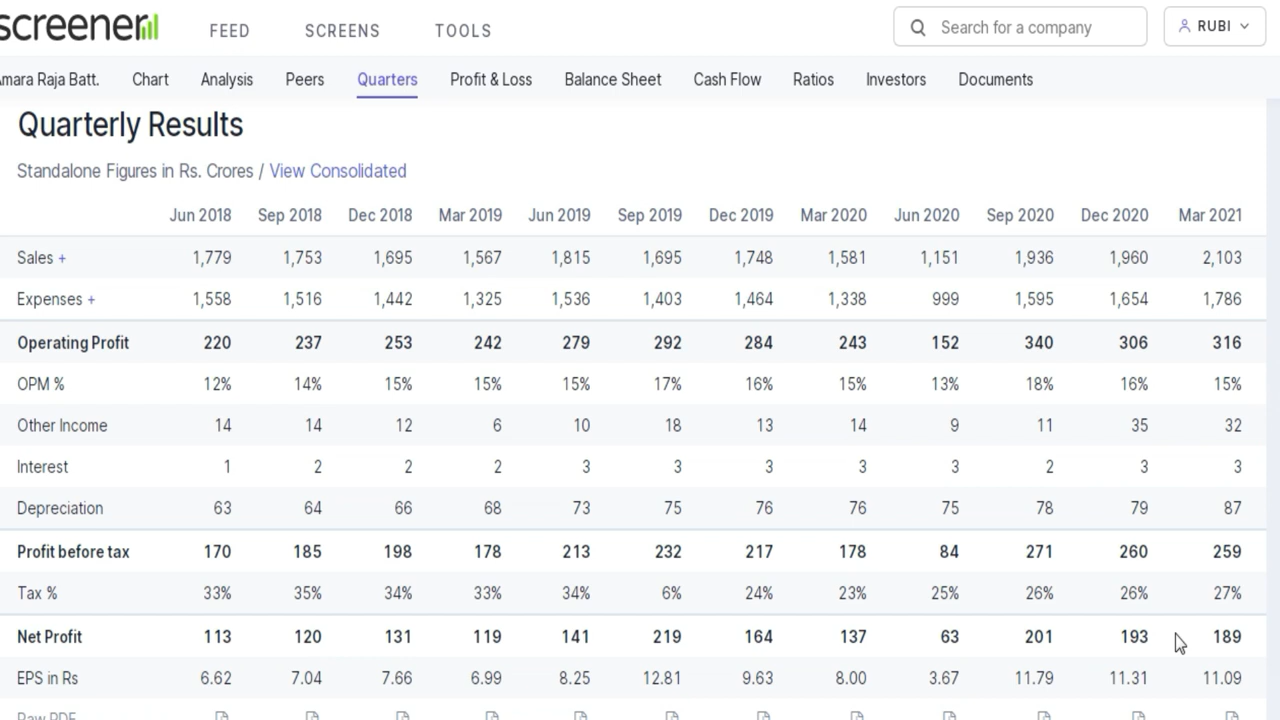 screener FEED SCREENS TOOLS Search for a company RUBI
Amara Raja Batt. Chart Analysis Peers Quarters Profit & Loss Balance Sheet Cash Flow Ratios Investors Documents
Quarterly Results
Standalone Figures in Rs. Crores / View Consolidated
Jun 2018 Sep 2018 Dec 2018 Mar 2019 Jun 2019 Sep 2019 Dec 2019 Mar 2020 Jun 2020 Sep 2020 Dec 2020 Mar 2021
Sales + 1,779 1,753 1,695 1,567 1,815 1,695 1,748 1,581 1,151 1,936 1,960 2,103
Expenses + 1,558 1,516 1,442 1,325 1,536 1,403 1,464 1,338 999 1,595 1,654 1,786
Operating Profit 220 237 253 242 279 292 284 243 152 340 306 316
OPM % 12% 14% 15% 15% 15% 17% 16% 15% 13% 18% 16% 15%
Other Income 14 14 12 6 10 18 13 14 9 11 35 32
Interest 1 2 2 2 3 3 3 3 3 2 3 3
Depreciation 63 64 66 68 73 75 76 76 75 78 79 87
Profit before tax 170 185 198 178 213 232 217 178 84 271 260 259
Tax % 33% 35% 34% 33% 34% 6% 24% 23% 25% 26% 26% 27%
Net Profit 113 120 131 119 141 219 164 137 63 201 193 189
EPS in Rs 6.62 7.04 7.66 6.99 8.25 12.81 9.63 8.00 3.67 11.79 11.31 11.09
Raw PDF